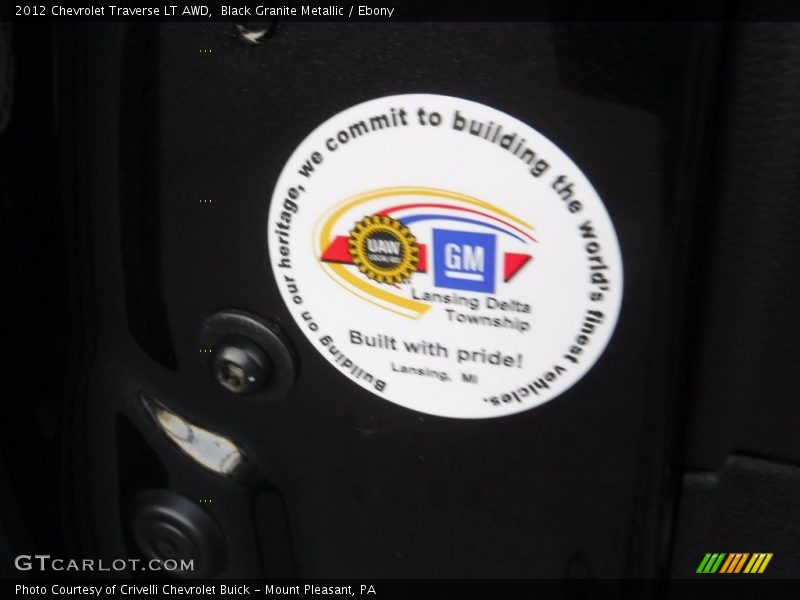 2012 Chevrolet Traverse LT AWD, Black Granite Metallic / Ebony
Building on our heritage, we commit to building the world's finest vehicles.
UAW
GM
Lansing Delta
Township
Built with pride!
Lansing, MI
GTCARLOT.COM
Photo Courtesy of Crivelli Chevrolet Buick - Mount Pleasant, PA